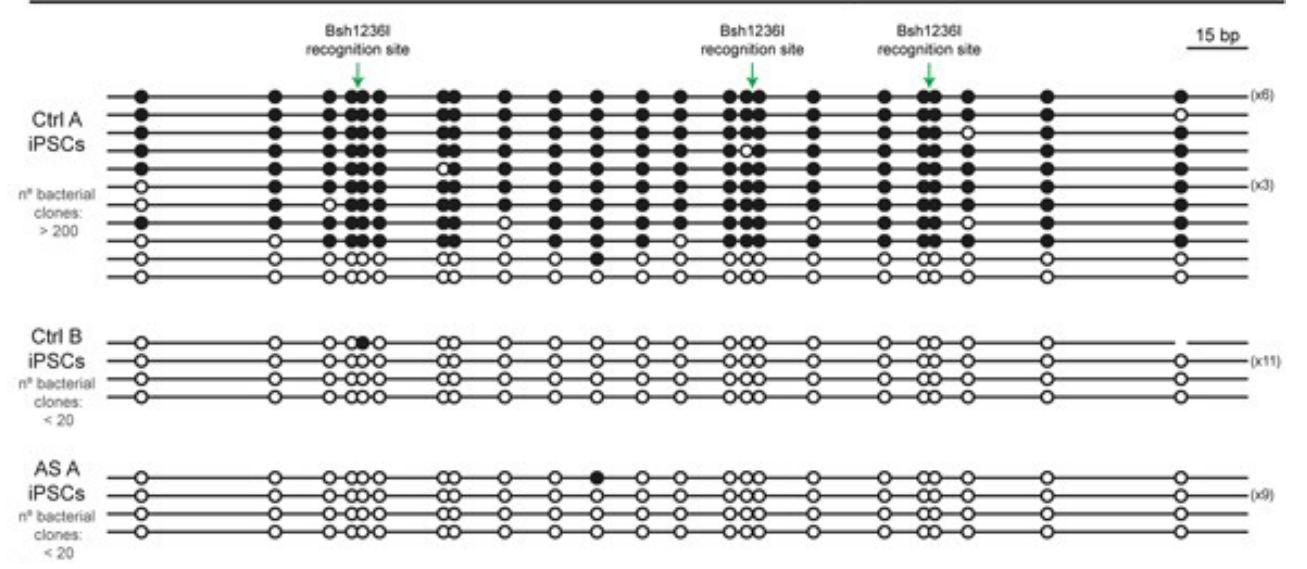 Bsh1236I
recognition site
Bsh1236I
recognition site
Bsh1236I
recognition site
15 bp
Ctrl A
iPSCs
nº bacterial
clones:
> 200
(x6)
(x3)
Ctrl B
iPSCs
nº bacterial
clones:
< 20
(x11)
AS A
iPSCs
nº bacterial
clones:
< 20
(x9)